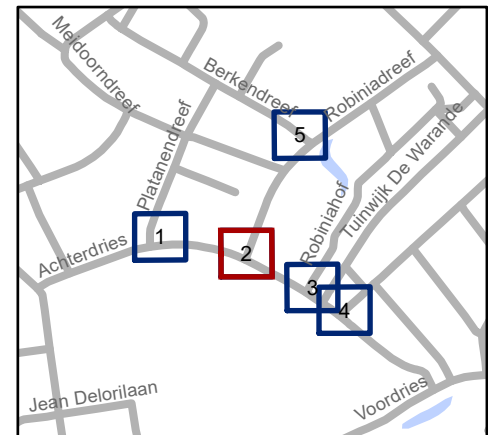 Meidoorndreef
Berkendreef
Robiniadreef
5
Platanendreef
Tuinwijk De Warande
Robiniahof
1
2
Achterdries
3
4
Jean Delorilaan
Voordries